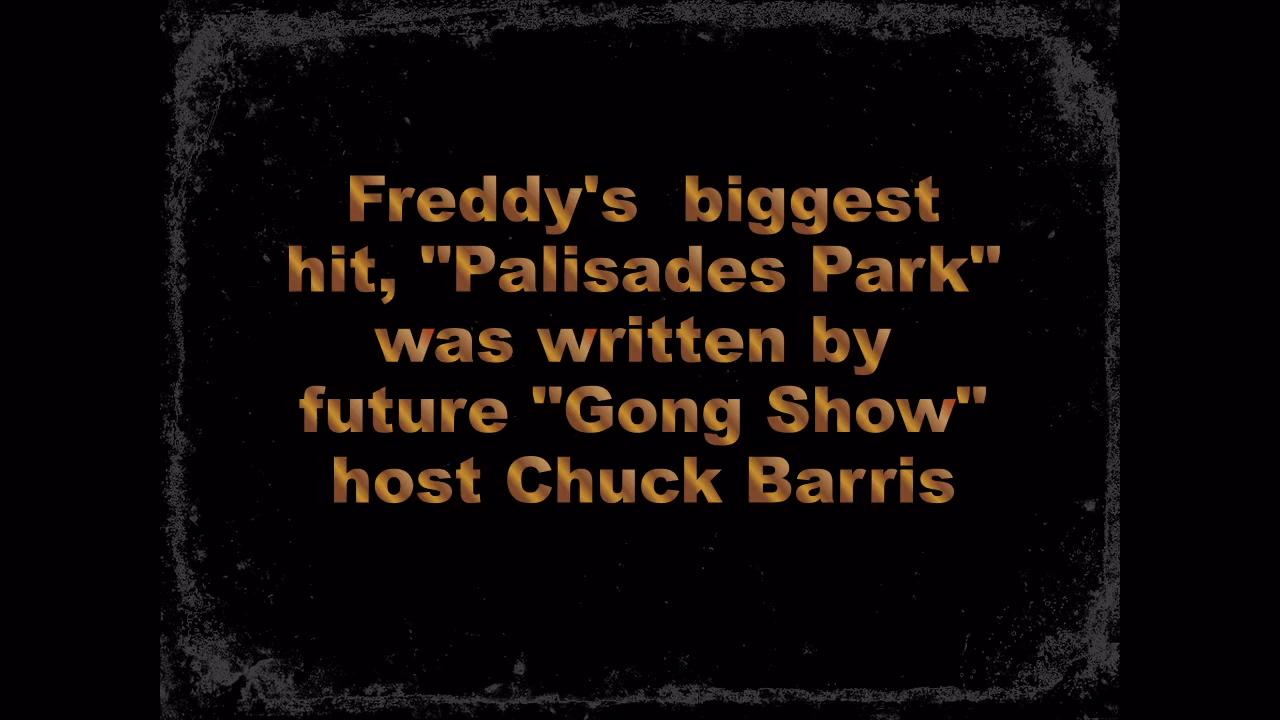 Freddy's biggest
hit, "Palisades Park"
was written by
future "Gong Show"
host Chuck Barris